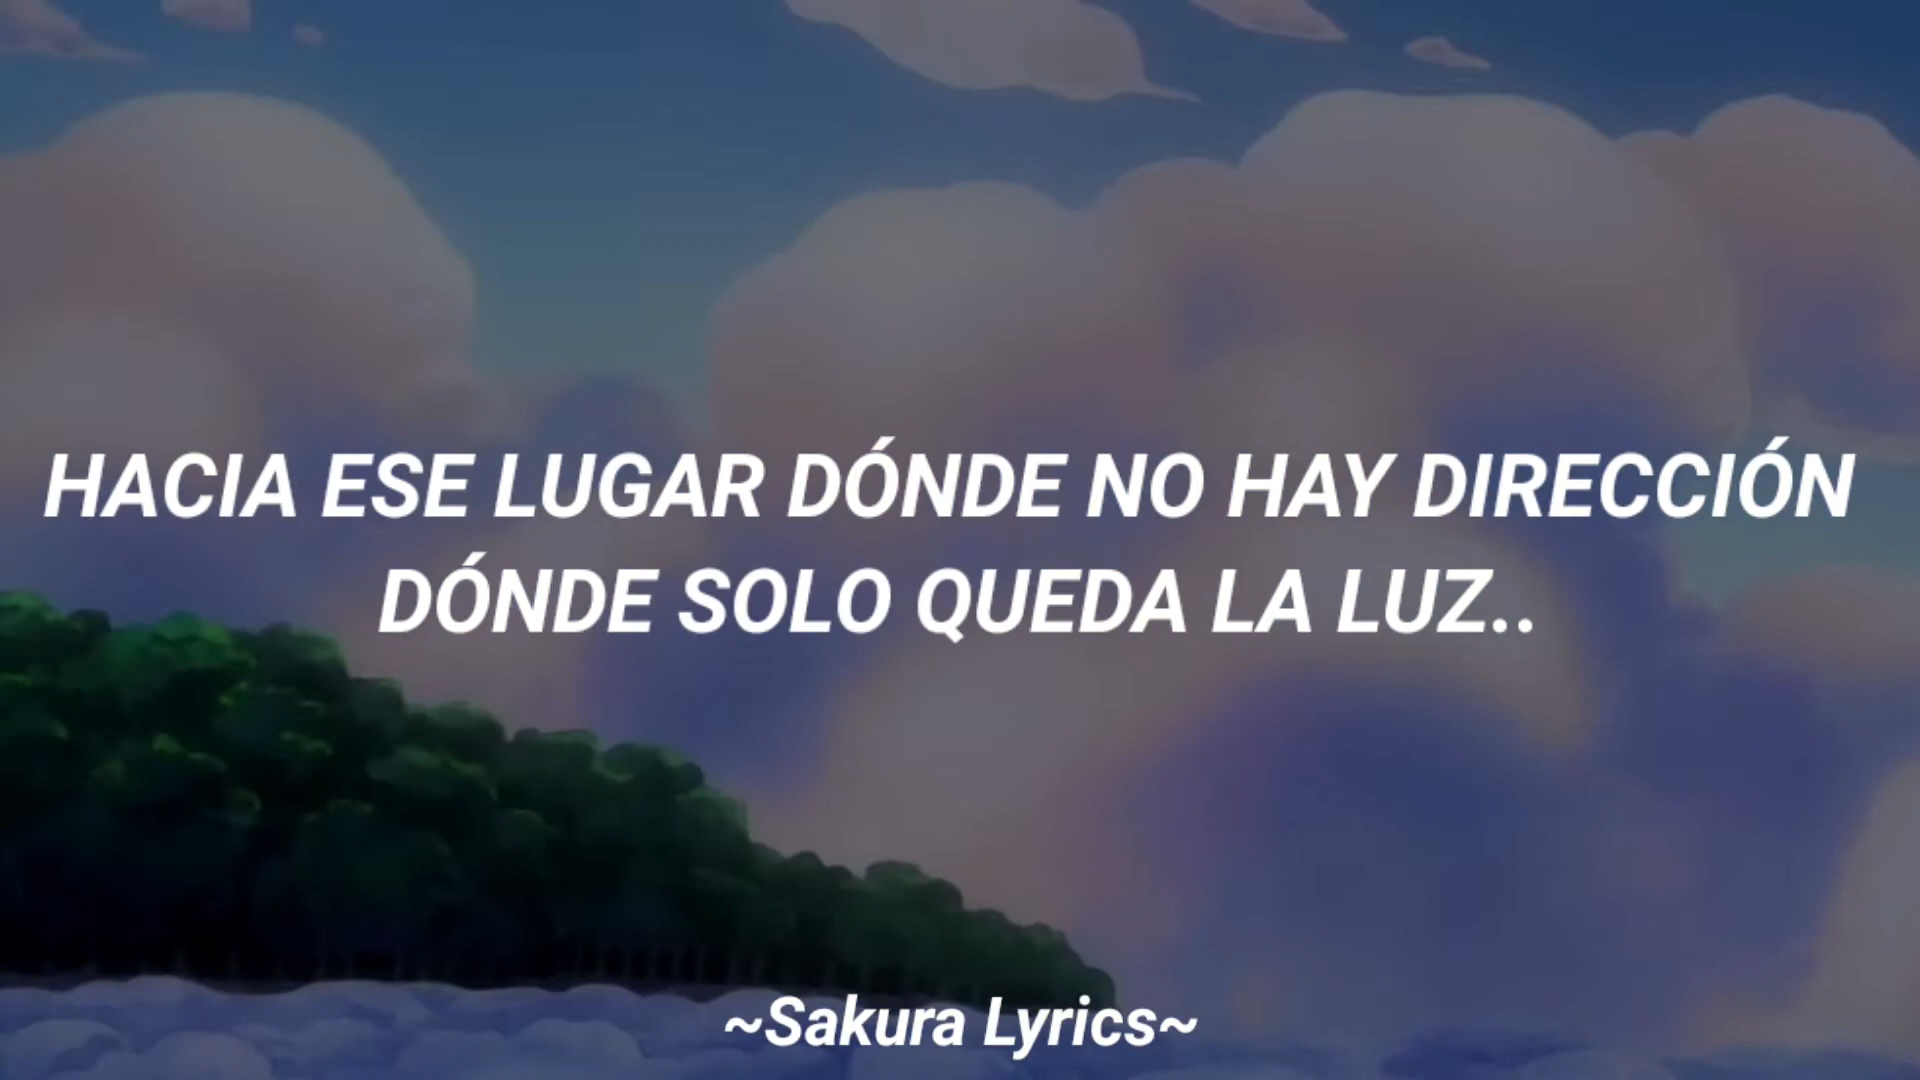 HACIA ESE LUGAR DÓNDE NO HAY DIRECCIÓN
DÓNDE SOLO QUEDA LA LUZ..
~Sakura Lyrics~